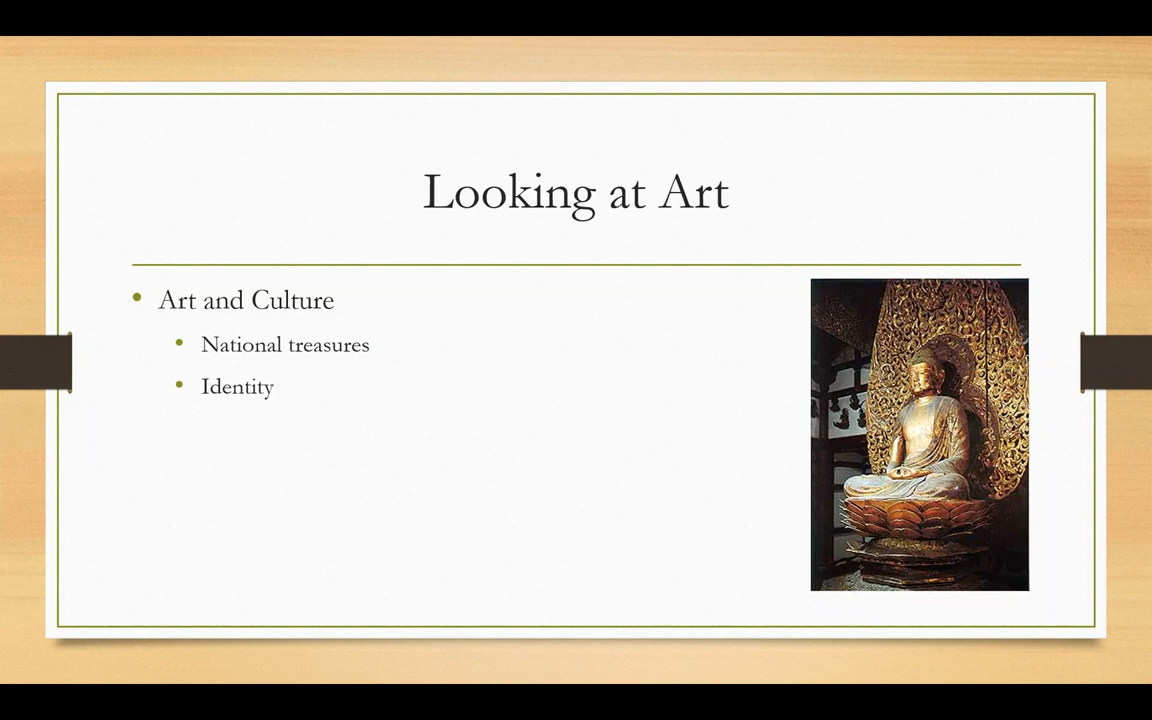 Looking at Art
Art and Culture
National treasures
Identity